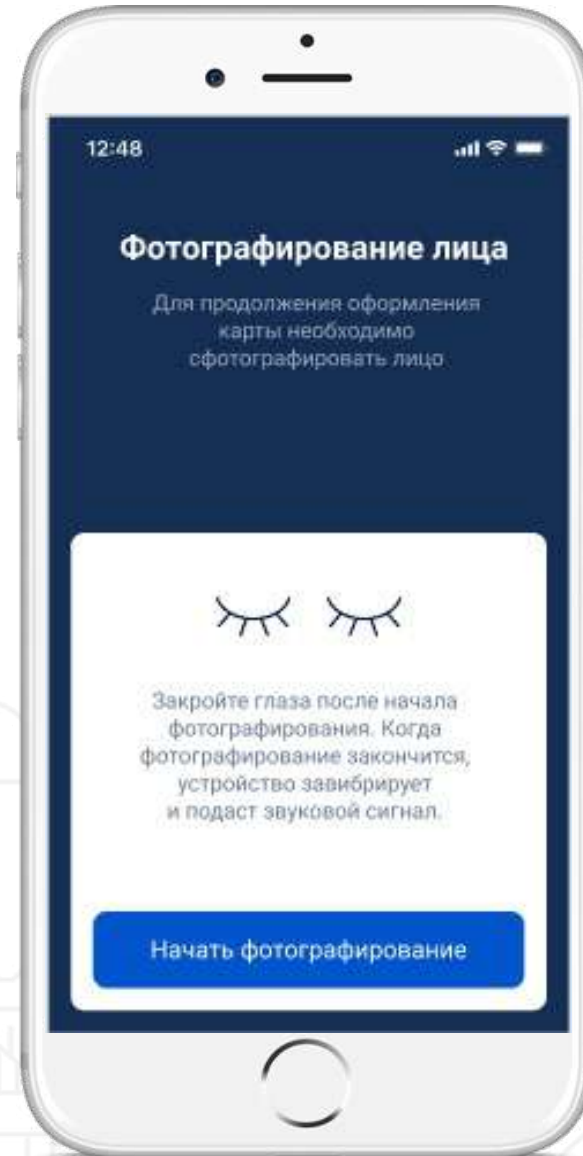 12:48
Фотографирование лица
Для продолжения оформления
карты необходимо
сфотографировать лицо
Закройте глаза после начала
фотографирования. Когда
фотографирование закончится,
устройство завибрирует
и подаст звуковой сигнал.
Начать фотографирование